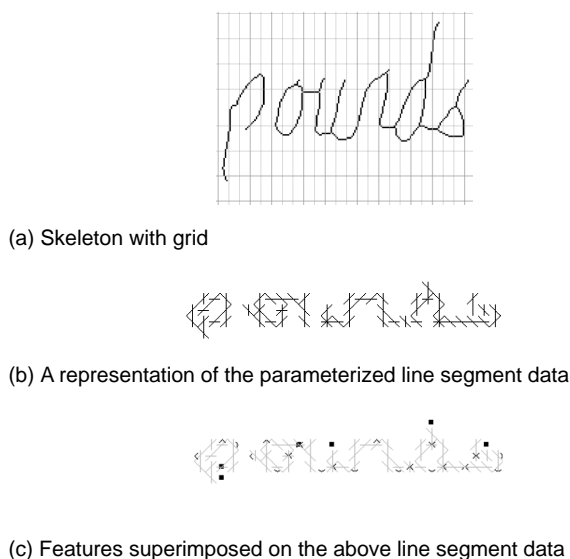 pounds
(a) Skeleton with grid
(b) A representation of the parameterized line segment data
(c) Features superimposed on the above line segment data